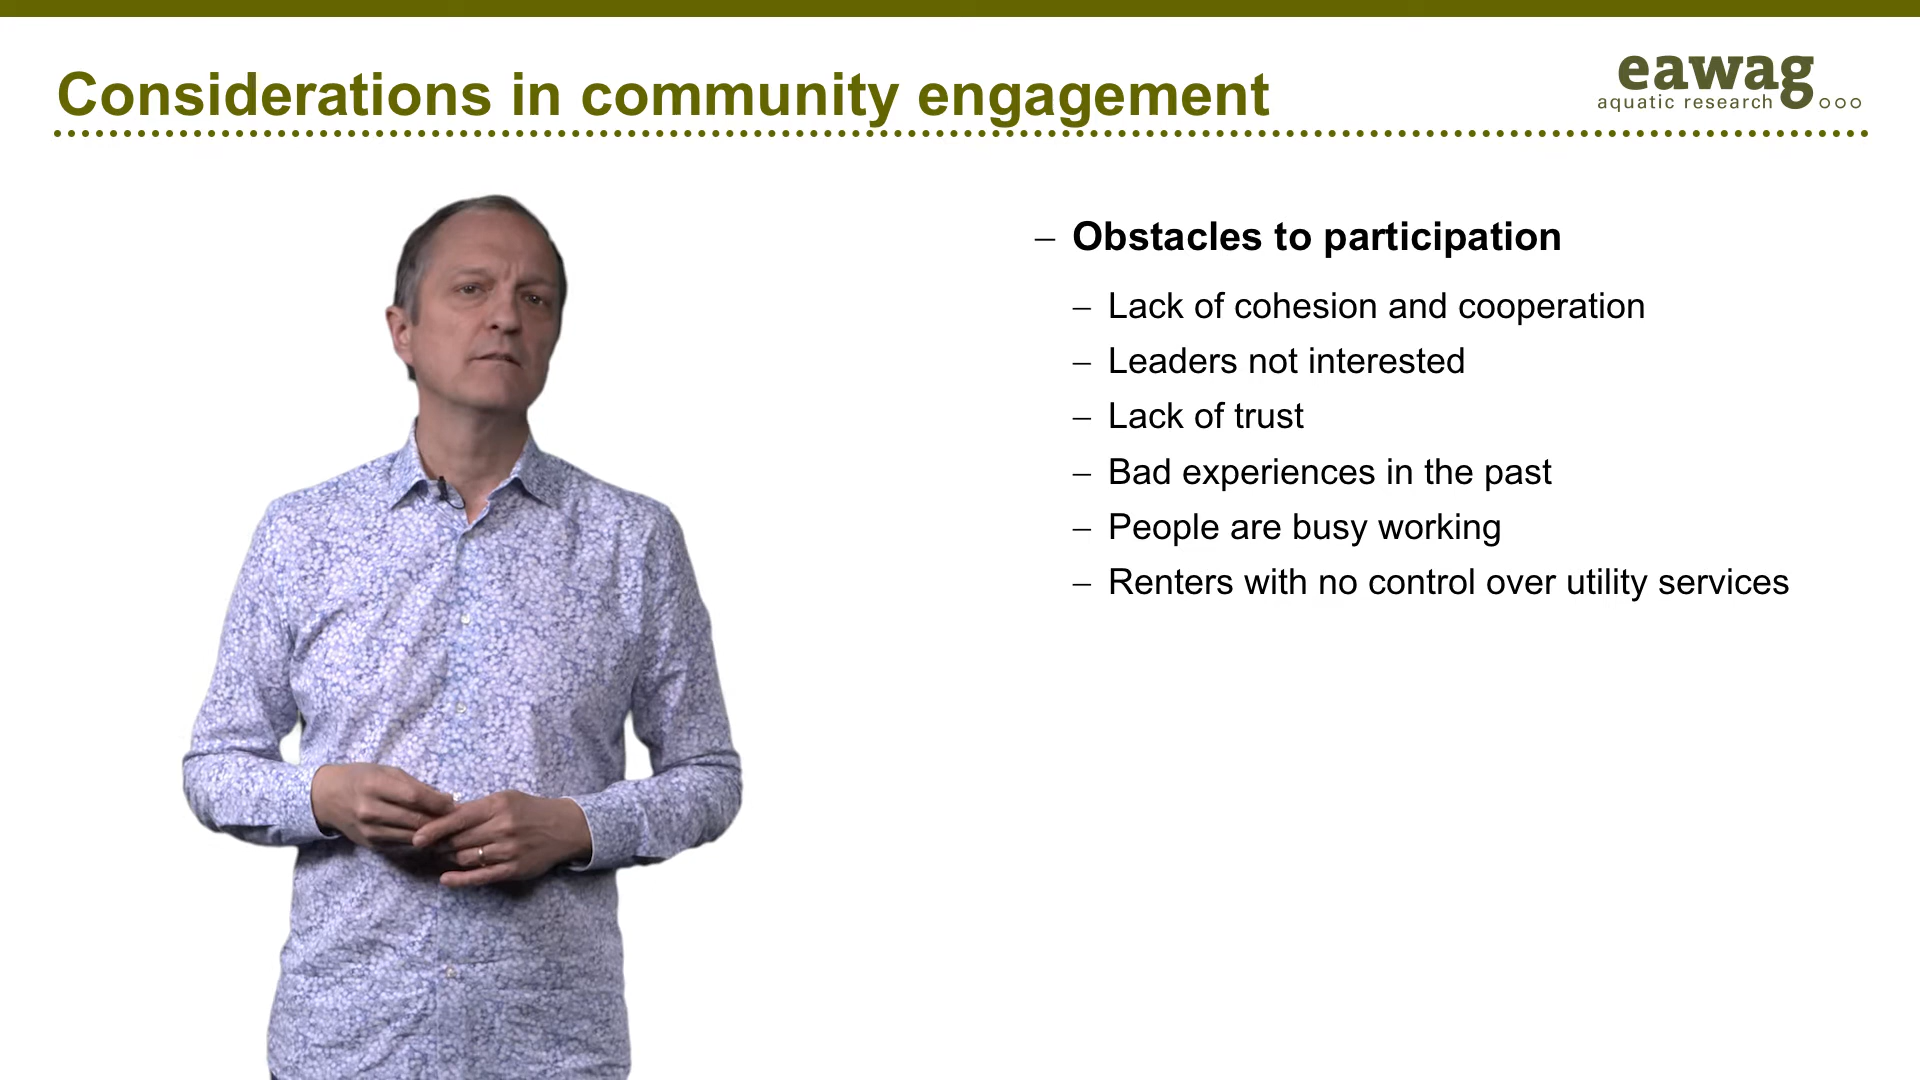 Considerations in community engagement
eawag
aquatic research
– Obstacles to participation
– Lack of cohesion and cooperation
– Leaders not interested
– Lack of trust
– Bad experiences in the past
– People are busy working
– Renters with no control over utility services